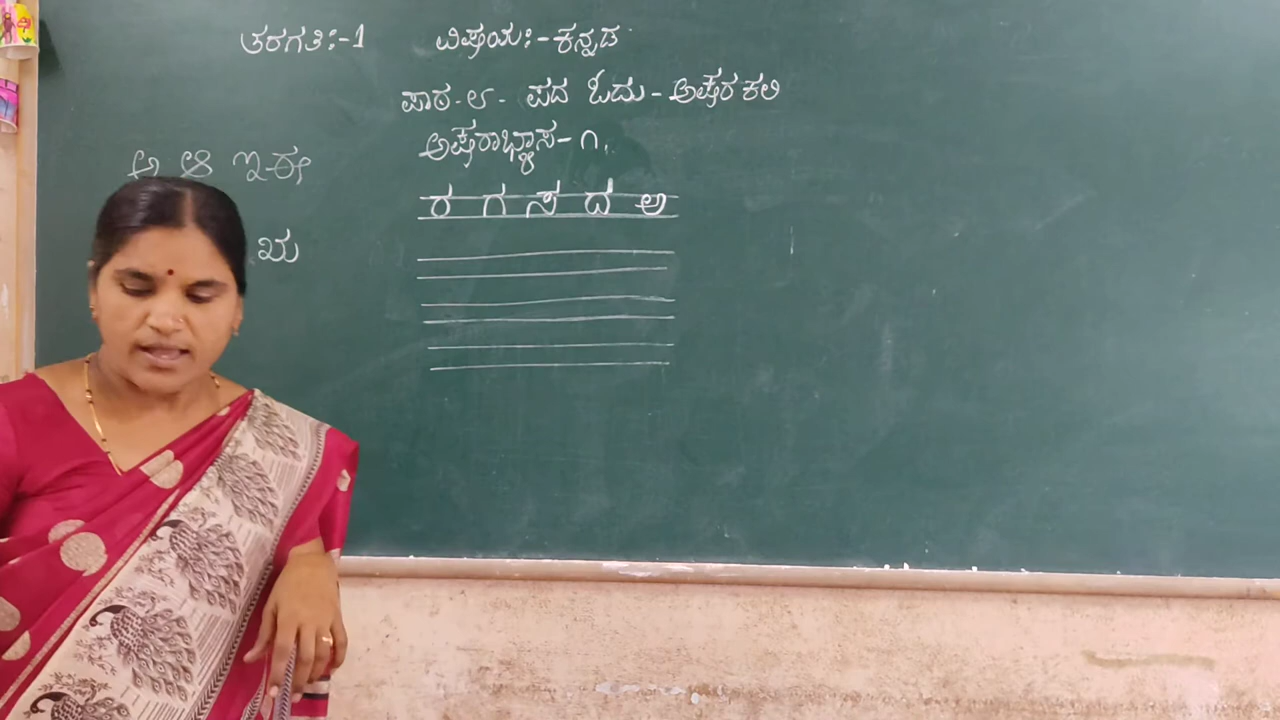 ತರಗತಿ:-1 ವಿಷಯ:-ಕನ್ನಡ
ಪಾಠ-೮- ಪದ ಓದು-ಅಕ್ಷರ ಕಲಿ
ಅಕ್ಷರಾಭ್ಯಾಸ-೧.
ರ ಗ ಸ ದ ಅ
ಅ ಆ ಇ-ಈ
ಋ